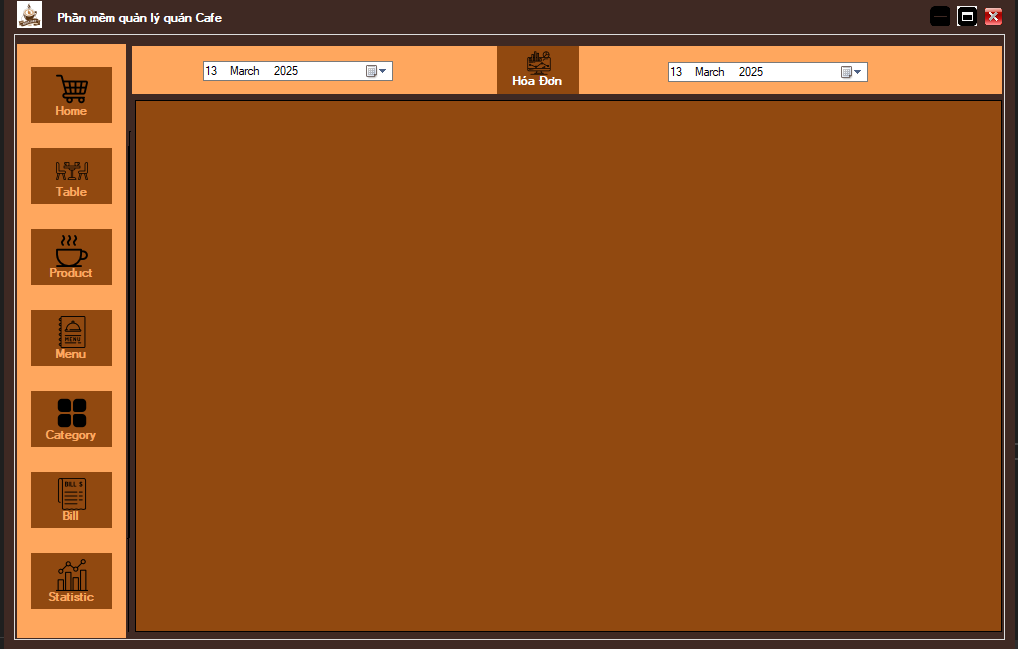 Phần mềm quản lý quán Cafe
13 March 2025
Hóa Đơn
13 March 2025
Home
Table
Product
MENU
Menu
Category
BILL $
Bill
Statistic